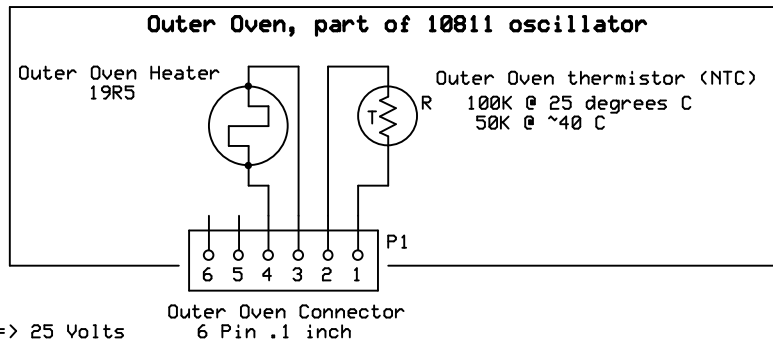 Outer Oven, part of 10811 oscillator
Outer Oven Heater
19R5
Outer Oven thermistor (NTC)
R 100K @ 25 degrees C
50K @ ~40 C
T
P1
6 5 4 3 2 1
Outer Oven Connector
=> 25 Volts 6 Pin .1 inch